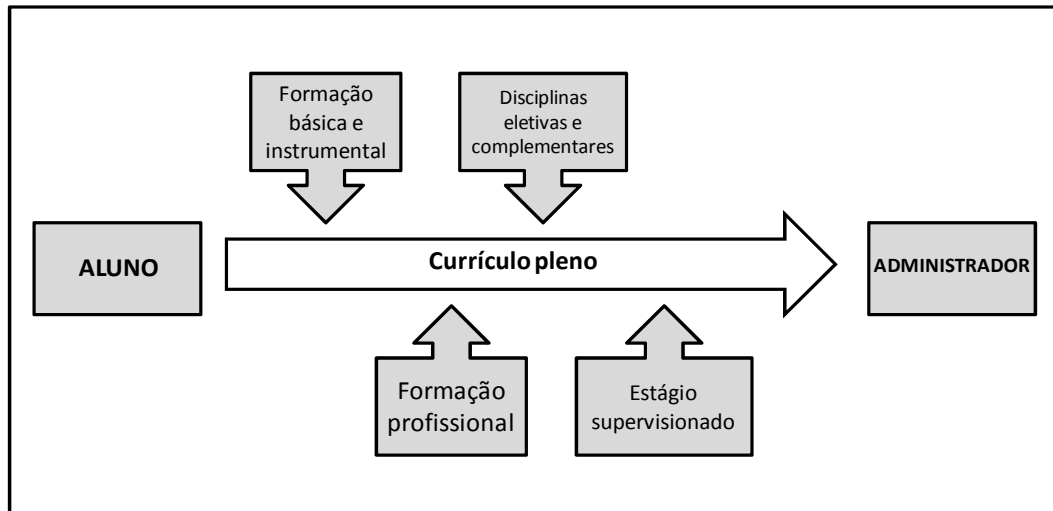 Formação
básica e
instrumental
Disciplinas
eletivas e
complementares
ALUNO
Currículo pleno
ADMINISTRADOR
Formação
profissional
Estágio
supervisionado